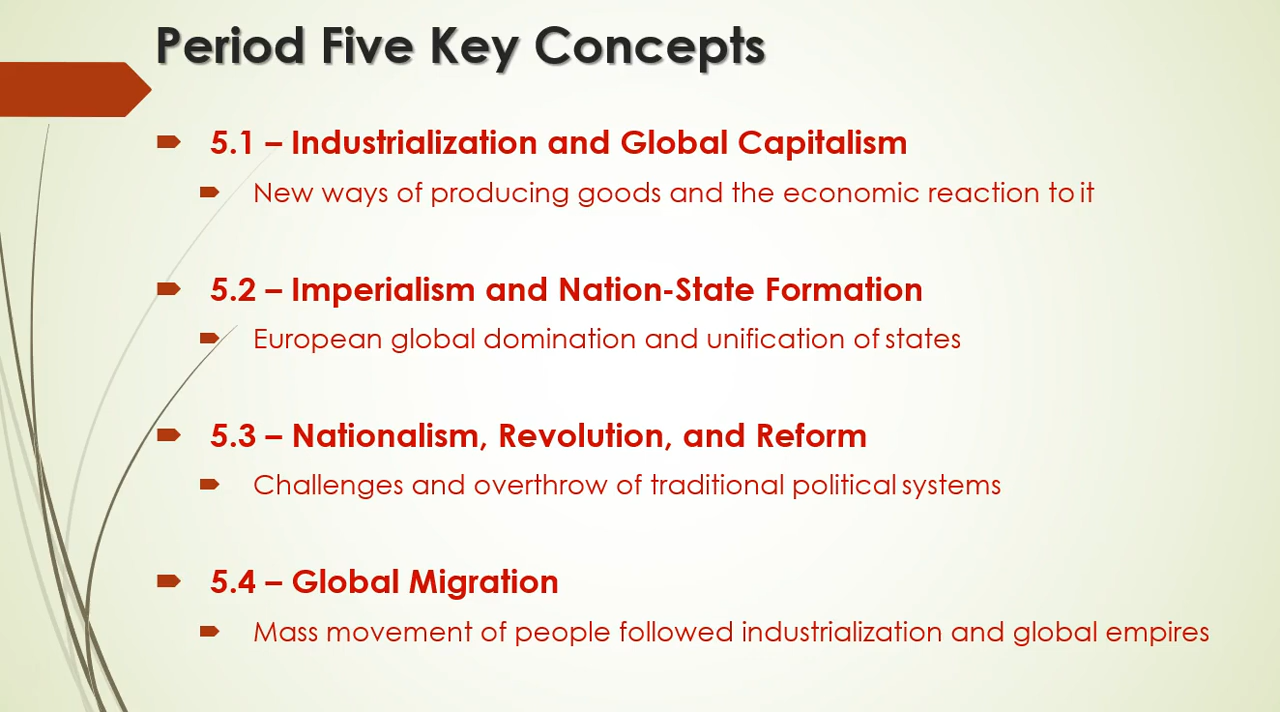 Period Five Key Concepts
5.1 – Industrialization and Global Capitalism
New ways of producing goods and the economic reaction to it
5.2 – Imperialism and Nation-State Formation
European global domination and unification of states
5.3 – Nationalism, Revolution, and Reform
Challenges and overthrow of traditional political systems
5.4 – Global Migration
Mass movement of people followed industrialization and global empires